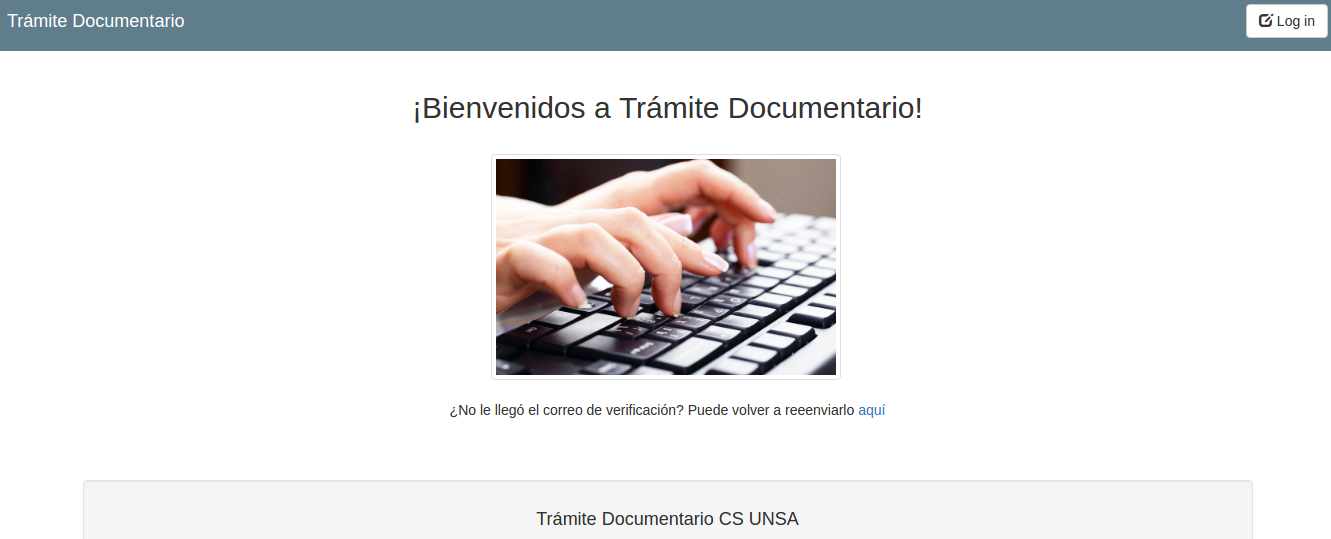 Trámite Documentario
Log in
¡Bienvenidos a Trámite Documentario!
¿No le llegó el correo de verificación? Puede volver a reeenviarlo aquí
Trámite Documentario CS UNSA